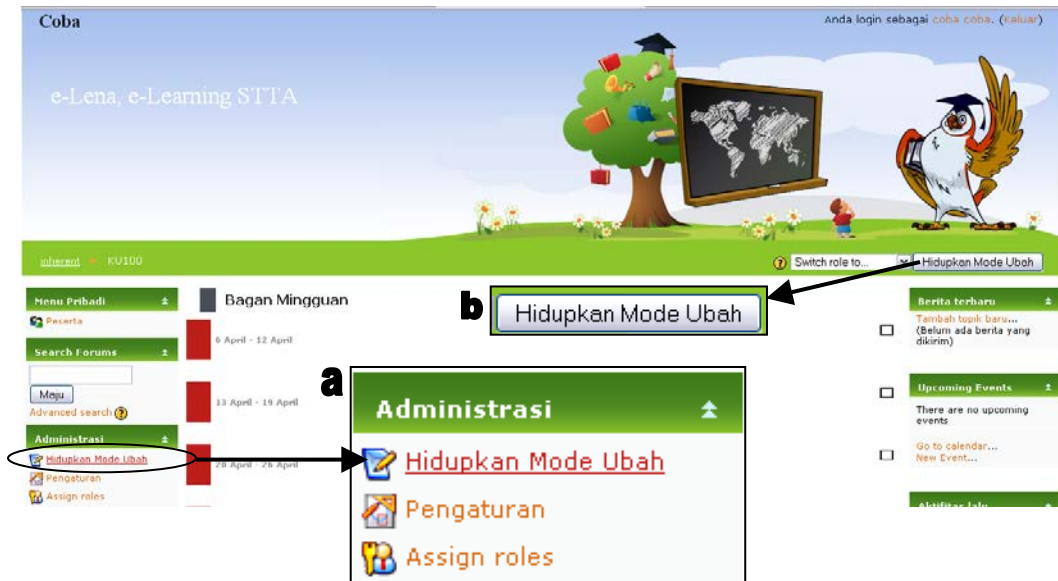 Coba
Anda login sebagai coba coba. (Keluar)
e-Lena, e-Learning STTA
inherent KU100
Switch role to...
Hidupkan Mode Ubah
Menu Pribadi
Peserta
Search Forums
Maju
Advanced search
Administrasi
Hidupkan Mode Ubah
Pengaturan
Assign roles
Bagan Mingguan
6 April - 12 April
13 April - 19 April
20 April - 26 April
b
Hidupkan Mode Ubah
a
Administrasi
Hidupkan Mode Ubah
Pengaturan
Assign roles
Berita terbaru
Tambah topik baru...
(Belum ada berita yang
dikirim)
Upcoming Events
There are no upcoming
events
Go to calendar...
New Event...
Aktifitas lalu